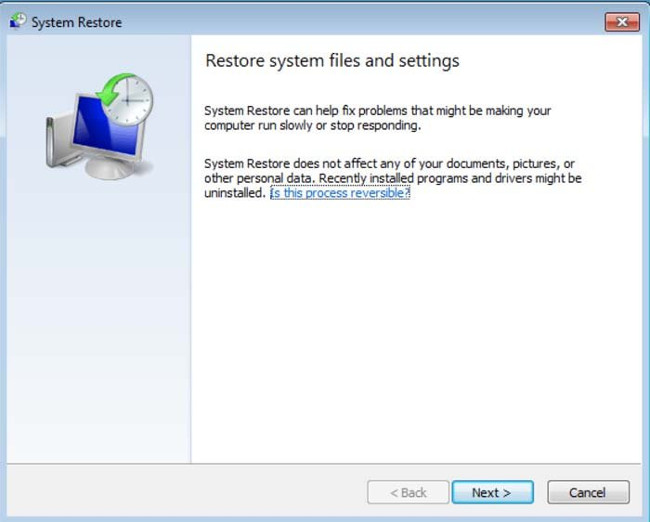 System Restore
Restore system files and settings
System Restore can help fix problems that might be making your
computer run slowly or stop responding.
System Restore does not affect any of your documents, pictures, or
other personal data. Recently installed programs and drivers might be
uninstalled. Is this process reversible?
< Back
Next >
Cancel